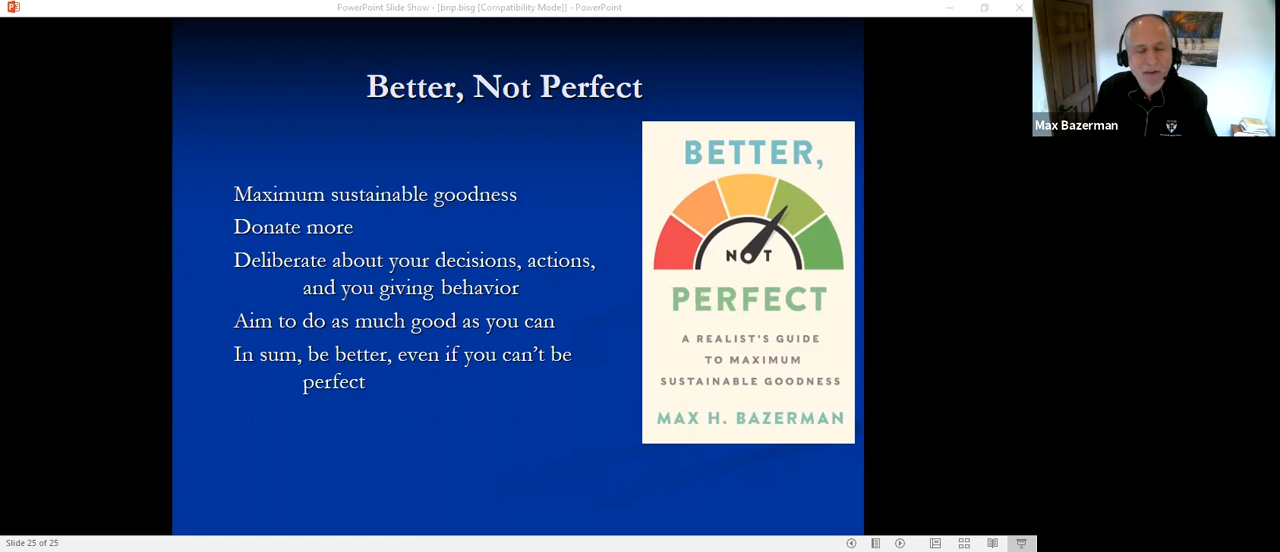 PowerPoint Slide Show - [bnp.bisg [Compatibility Mode]] - PowerPoint
Better, Not Perfect
Maximum sustainable goodness
Donate more
Deliberate about your decisions, actions,
and you giving behavior
Aim to do as much good as you can
In sum, be better, even if you can't be
perfect
BETTER,
NOT
PERFECT
A REALIST'S GUIDE
TO MAXIMUM
SUSTAINABLE GOODNESS
MAX H. BAZERMAN
Max Bazerman
Slide 25 of 25